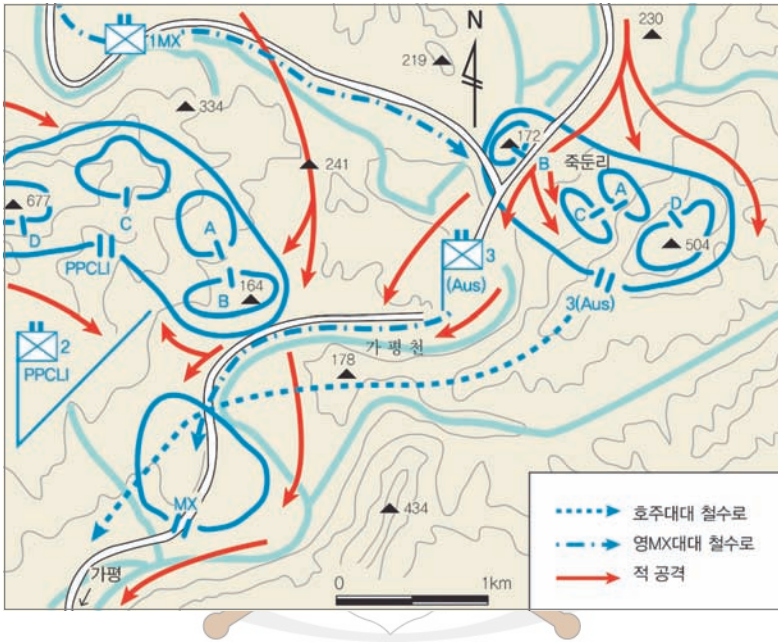 230
N
1MX
219
334
172
241
B
죽둔리
677
C
A
A
D
C
D
3
504
PPCLI
(Aus)
B
164
3(Aus)
2
가평천
PPCLI
178
MX
434
호주대대 철수로
영MX대대 철수로
적 공격
가평
0
1km